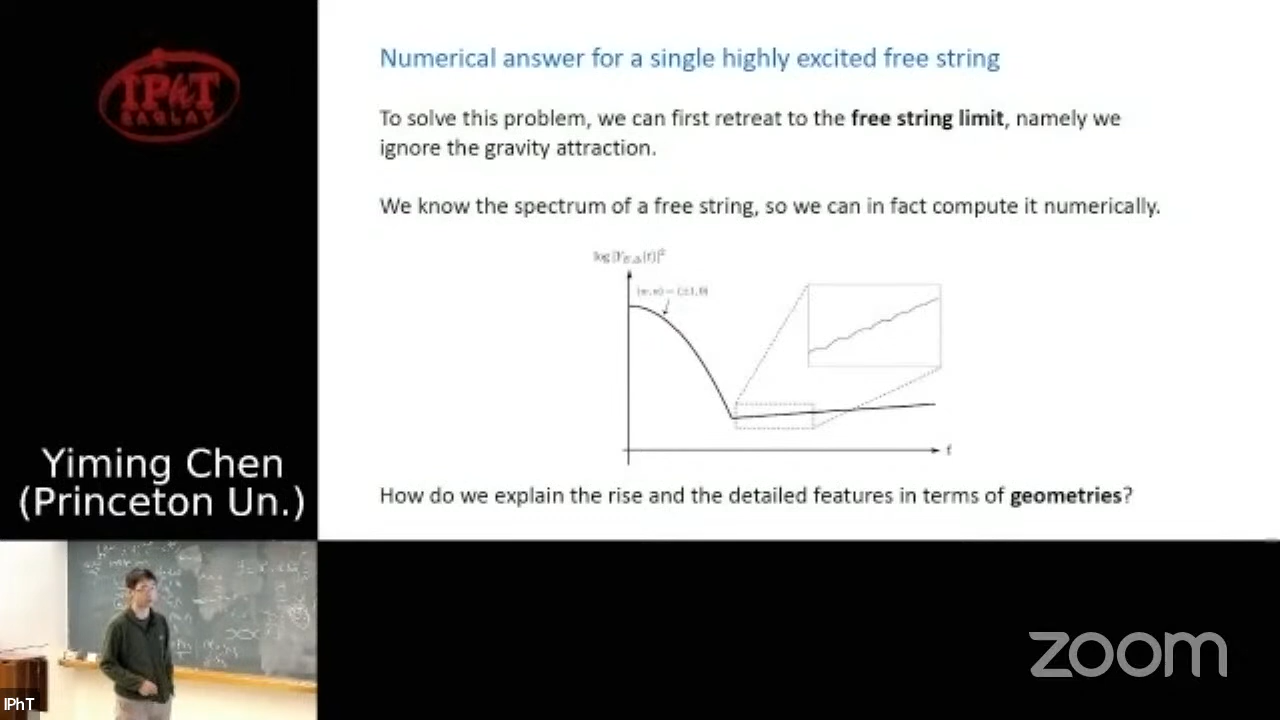 IPhT
SACLAY
Numerical answer for a single highly excited free string
To solve this problem, we can first retreat to the free string limit, namely we
ignore the gravity attraction.
We know the spectrum of a free string, so we can in fact compute it numerically.
t
How do we explain the rise and the detailed features in terms of geometries?
Yiming Chen
(Princeton Un.)
IPhT
zoom